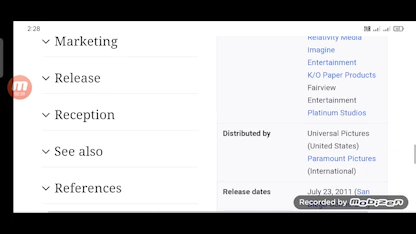 2:28
Marketing
Release
Reception
See also
References
Relativity Media
Imagine
Entertainment
K/O Paper Products
Fairview
Entertainment
Platinum Studios
Distributed by
Universal Pictures
(United States)
Paramount Pictures
(International)
Release dates
July 23, 2011 (San
Recorded by Mobizen